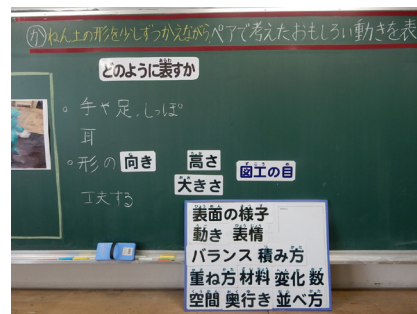 か ねん土の形を少しずつかえながらペアで考えたおもしろい動きを表
どのように表すか
。手や足、しっぽ
耳
。形の 向き 高さ 図工の目
大きさ
工夫する
表面の様子
動き 表情
バランス 積み方
重ね方 材料 変化 数
空間 奥行き 並べ方